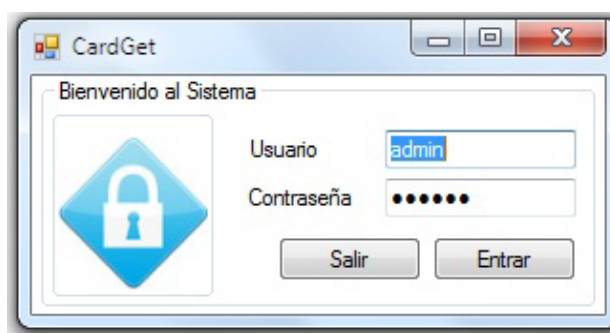 CardGet
Bienvenido al Sistema
Usuario admin
Contraseña ••••••
Salir Entrar